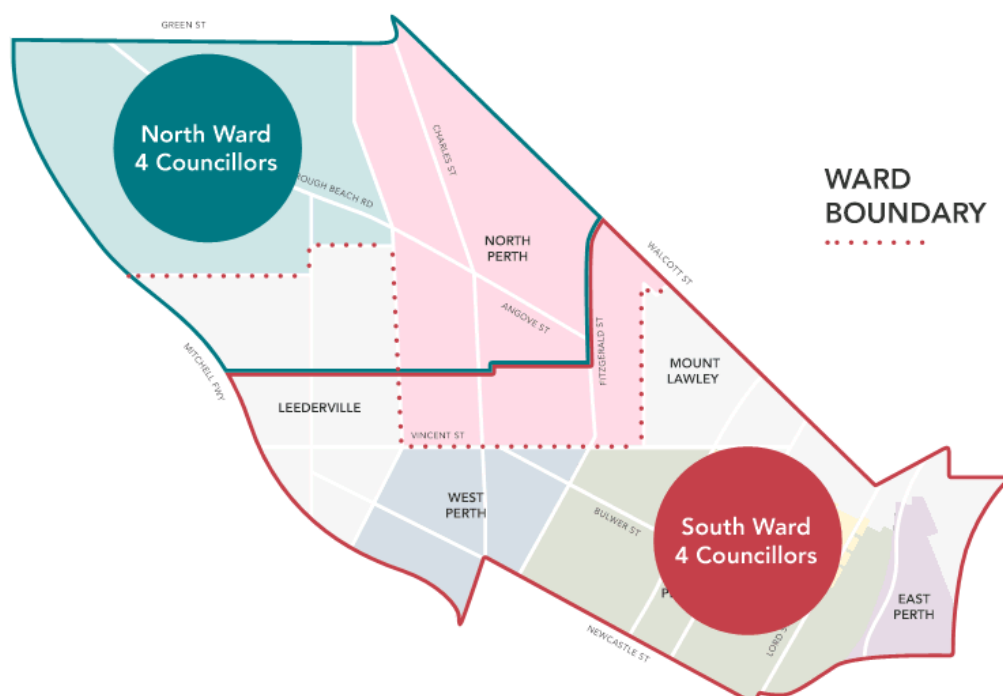 GREEN ST
North Ward
4 Councillors
CHARLES ST
ROUGH BEACH RD
WARD
BOUNDARY
NORTH
PERTH
WALCOTT ST
ANGOVE ST
FITZGERALD ST
MITCHELL FWY
MOUNT
LAWLEY
LEEDERVILLE
VINCENT ST
WEST
PERTH
BULWER ST
South Ward
4 Councillors
P
EAST
PERTH
LORD S
NEWCASTLE ST